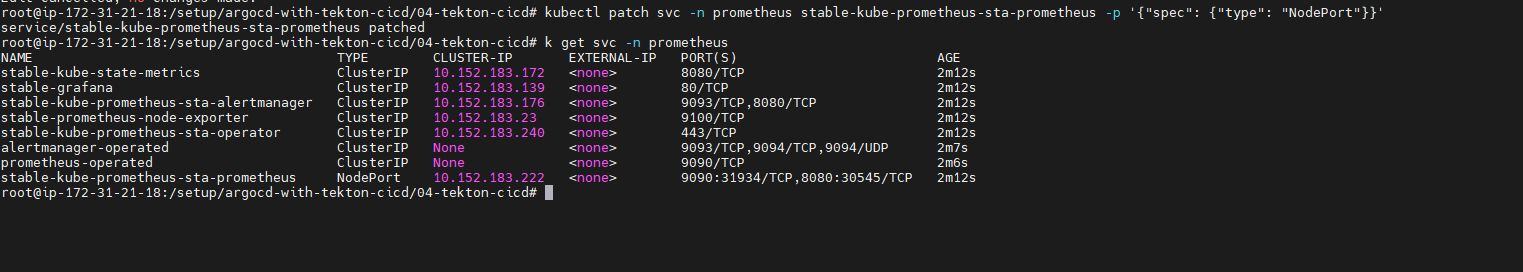 Edit cancelled, no changes made.
root@ip-172-31-21-18:/setup/argocd-with-tekton-cicd/04-tekton-cicd# kubectl patch svc -n prometheus stable-kube-prometheus-sta-prometheus -p '{"spec": {"type": "NodePort"}}'
service/stable-kube-prometheus-sta-prometheus patched
root@ip-172-31-21-18:/setup/argocd-with-tekton-cicd/04-tekton-cicd# k get svc -n prometheus
NAME TYPE CLUSTER-IP EXTERNAL-IP PORT(S) AGE
stable-kube-state-metrics ClusterIP 10.152.183.172 <none> 8080/TCP 2m12s
stable-grafana ClusterIP 10.152.183.139 <none> 80/TCP 2m12s
stable-kube-prometheus-sta-alertmanager ClusterIP 10.152.183.176 <none> 9093/TCP,8080/TCP 2m12s
stable-prometheus-node-exporter ClusterIP 10.152.183.23 <none> 9100/TCP 2m12s
stable-kube-prometheus-sta-operator ClusterIP 10.152.183.240 <none> 443/TCP 2m12s
alertmanager-operated ClusterIP None <none> 9093/TCP,9094/TCP,9094/UDP 2m7s
prometheus-operated ClusterIP None <none> 9090/TCP 2m6s
stable-kube-prometheus-sta-prometheus NodePort 10.152.183.222 <none> 9090:31934/TCP,8080:30545/TCP 2m12s
root@ip-172-31-21-18:/setup/argocd-with-tekton-cicd/04-tekton-cicd#